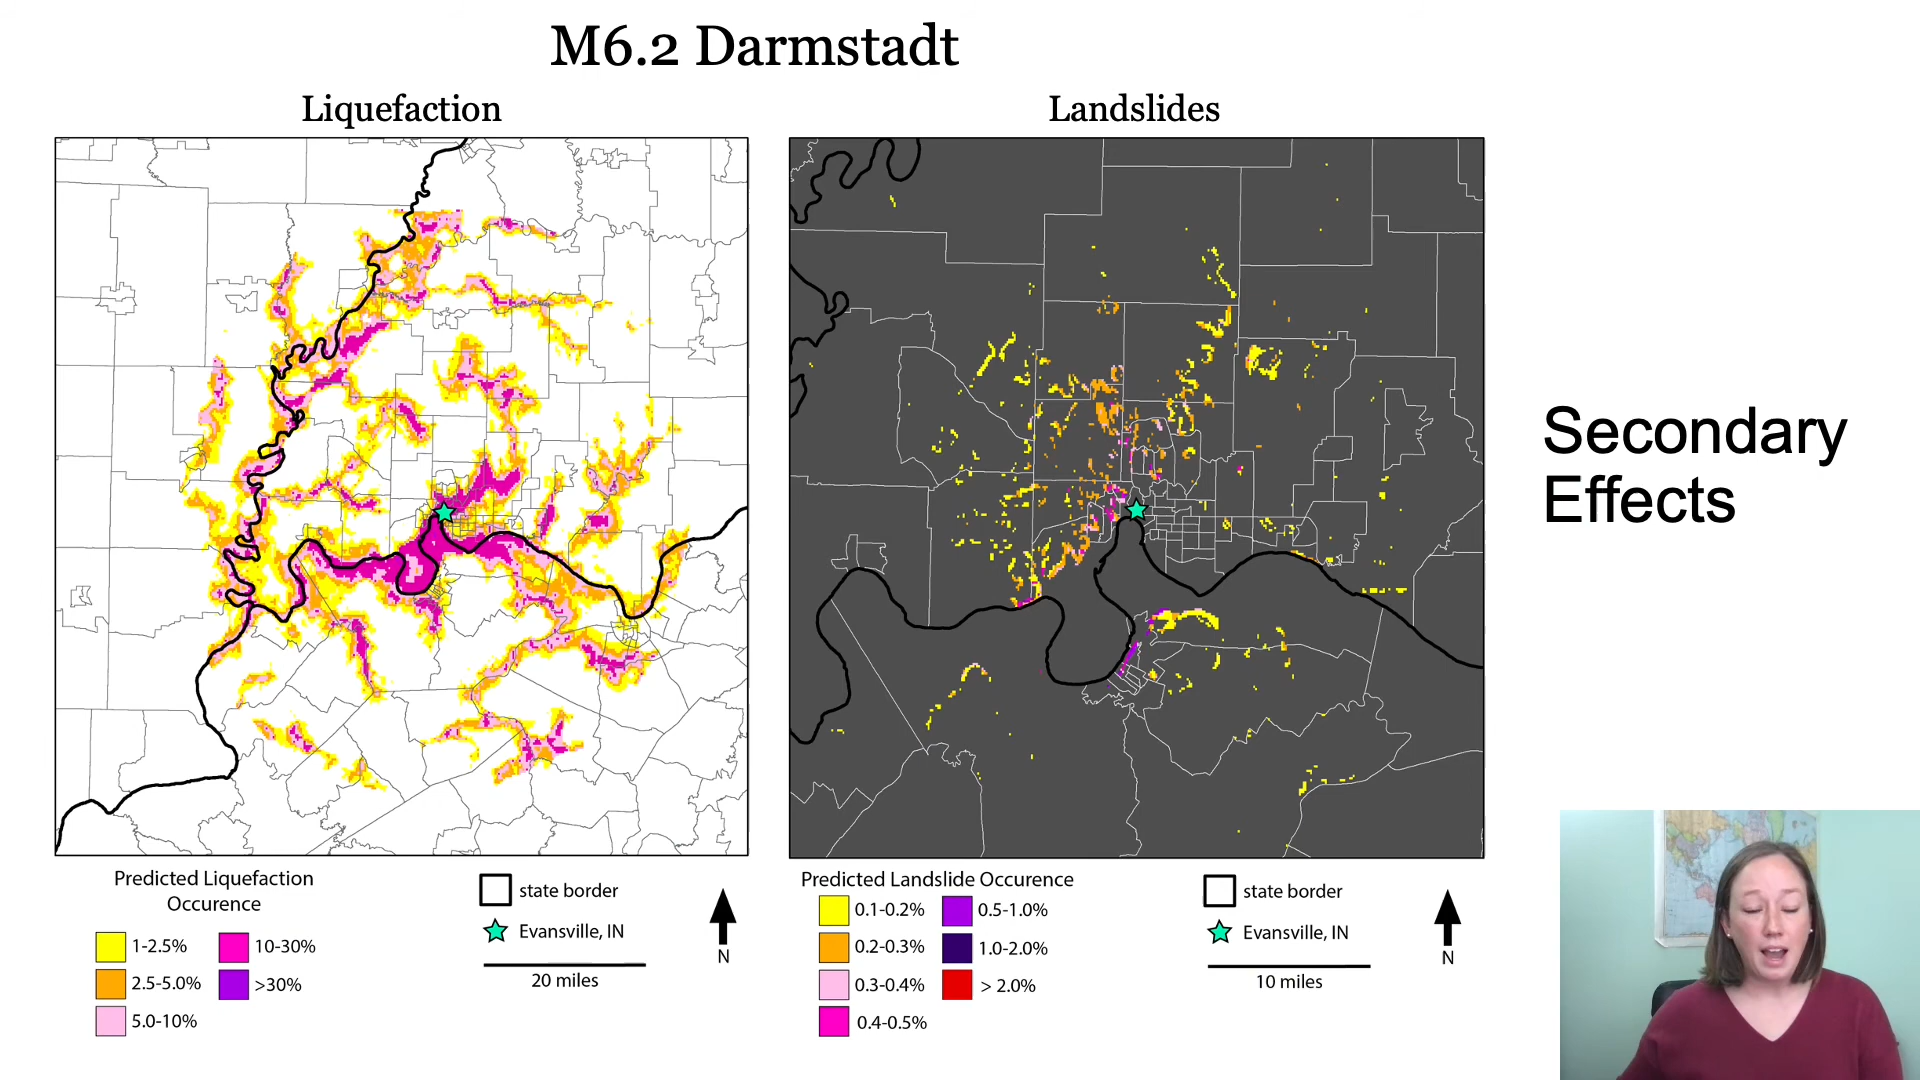 M6.2 Darmstadt
Liquefaction
Landslides
Secondary
Effects
Predicted Liquefaction
Occurence
1-2.5%
2.5-5.0%
5.0-10%
10-30%
>30%
state border
Evansville, IN
20 miles
N
Predicted Landslide Occurence
0.1-0.2%
0.2-0.3%
0.3-0.4%
0.4-0.5%
0.5-1.0%
1.0-2.0%
> 2.0%
state border
Evansville, IN
10 miles
N